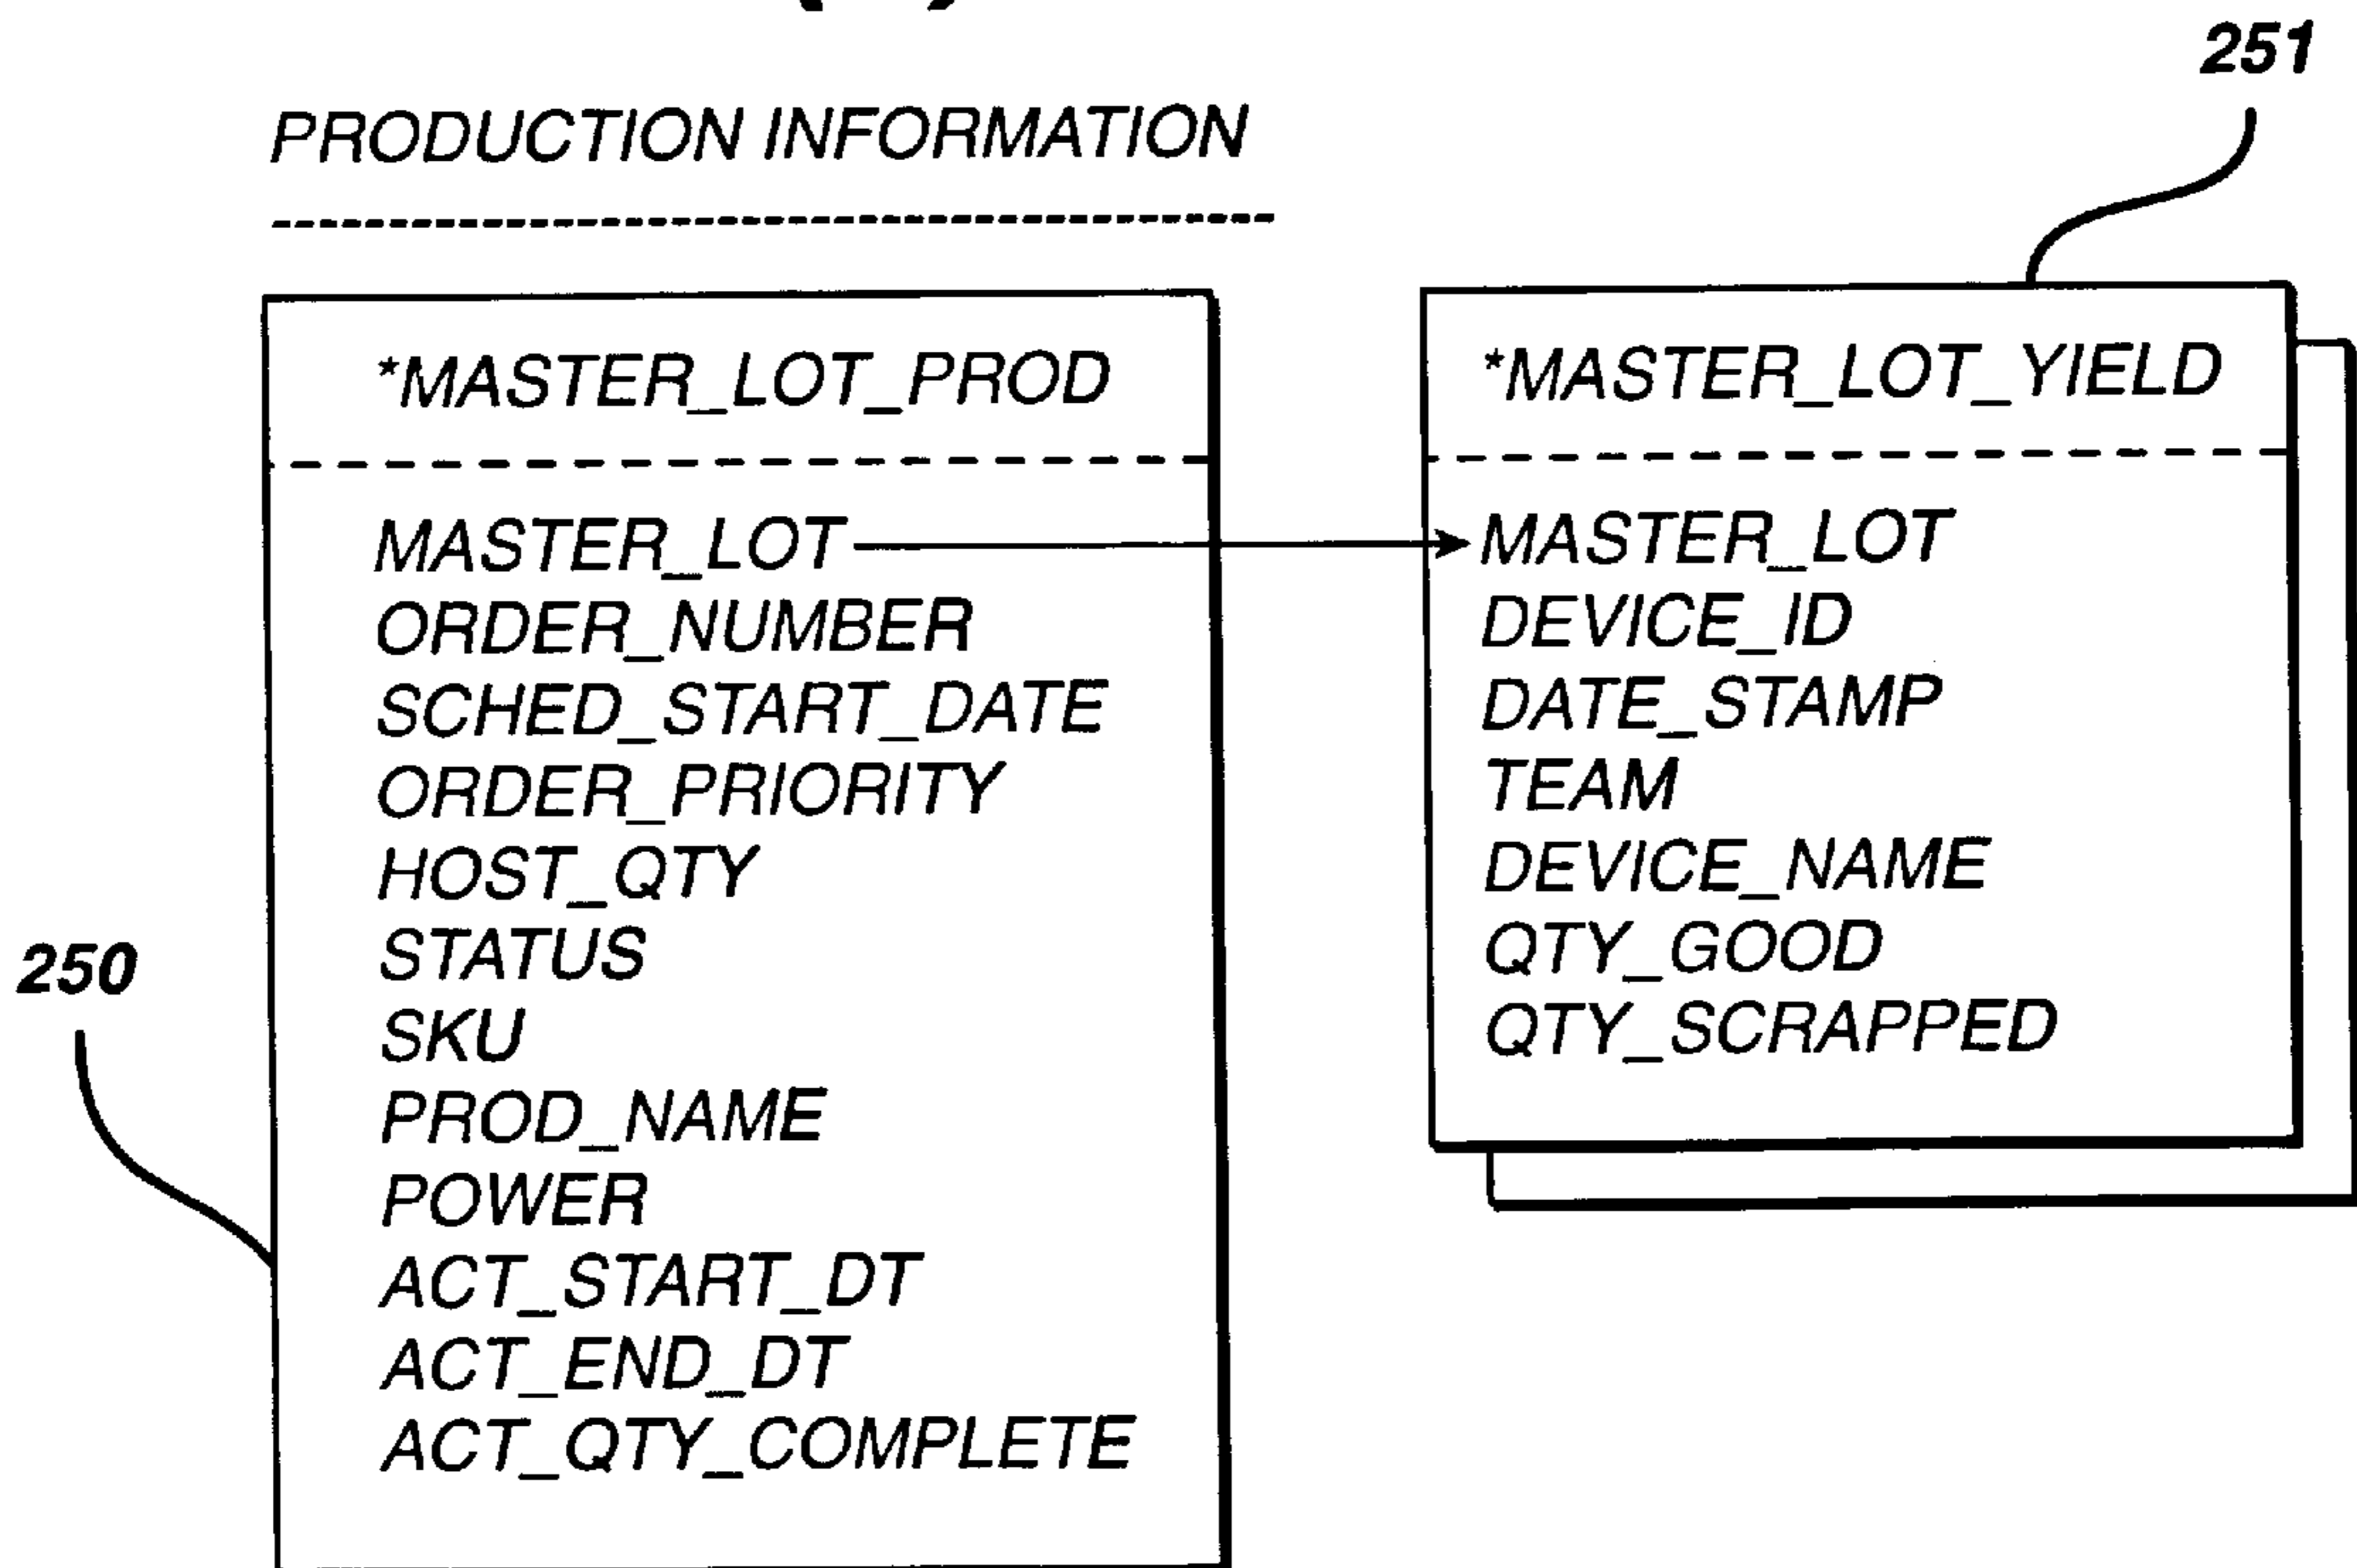 251
PRODUCTION INFORMATION
*MASTER_LOT_PROD
MASTER_LOT
ORDER_NUMBER
SCHED_START_DATE
ORDER_PRIORITY
HOST_QTY
STATUS
SKU
PROD_NAME
POWER
ACT_START_DT
ACT_END_DT
ACT_QTY_COMPLETE
250
*MASTER_LOT_YIELD
MASTER_LOT
DEVICE_ID
DATE_STAMP
TEAM
DEVICE_NAME
QTY_GOOD
QTY_SCRAPPED